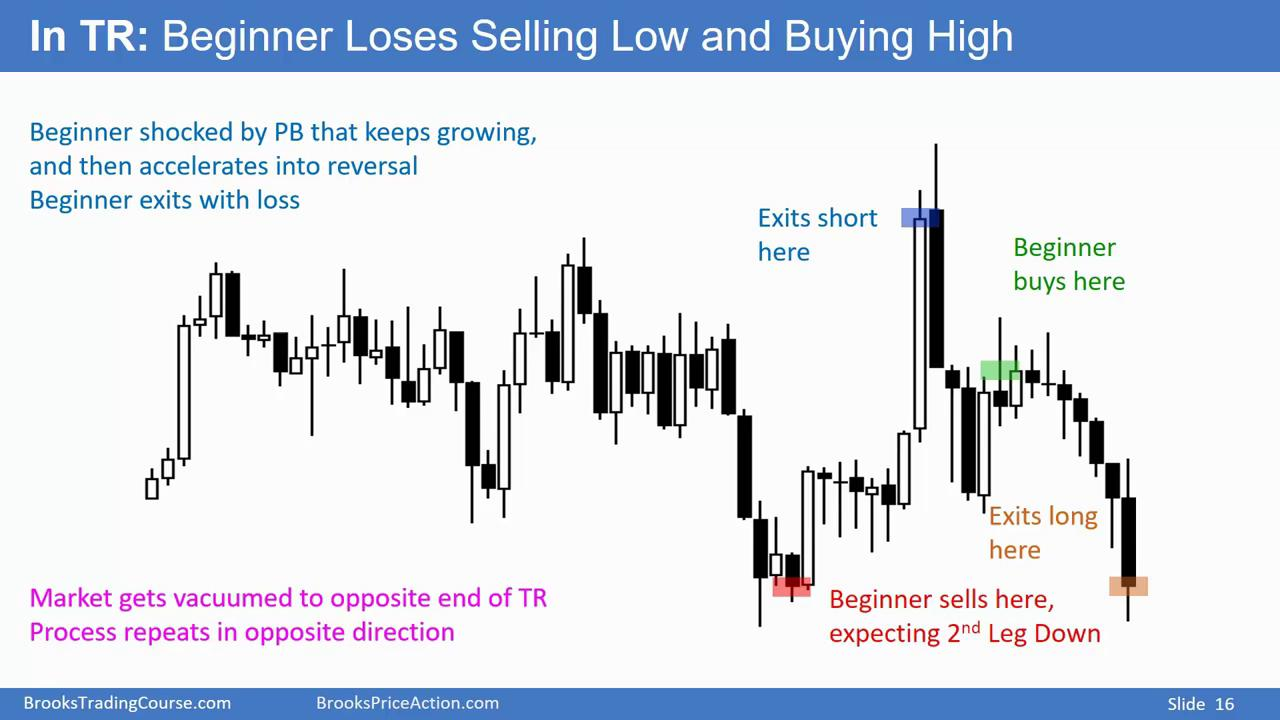 In TR: Beginner Loses Selling Low and Buying High
Beginner shocked by PB that keeps growing,
and then accelerates into reversal
Beginner exits with loss
Exits short
here
Beginner
buys here
Exits long
here
Market gets vacuumed to opposite end of TR
Process repeats in opposite direction
Beginner sells here,
expecting 2nd Leg Down
BrooksTradingCourse.com
BrooksPriceAction.com
Slide 16